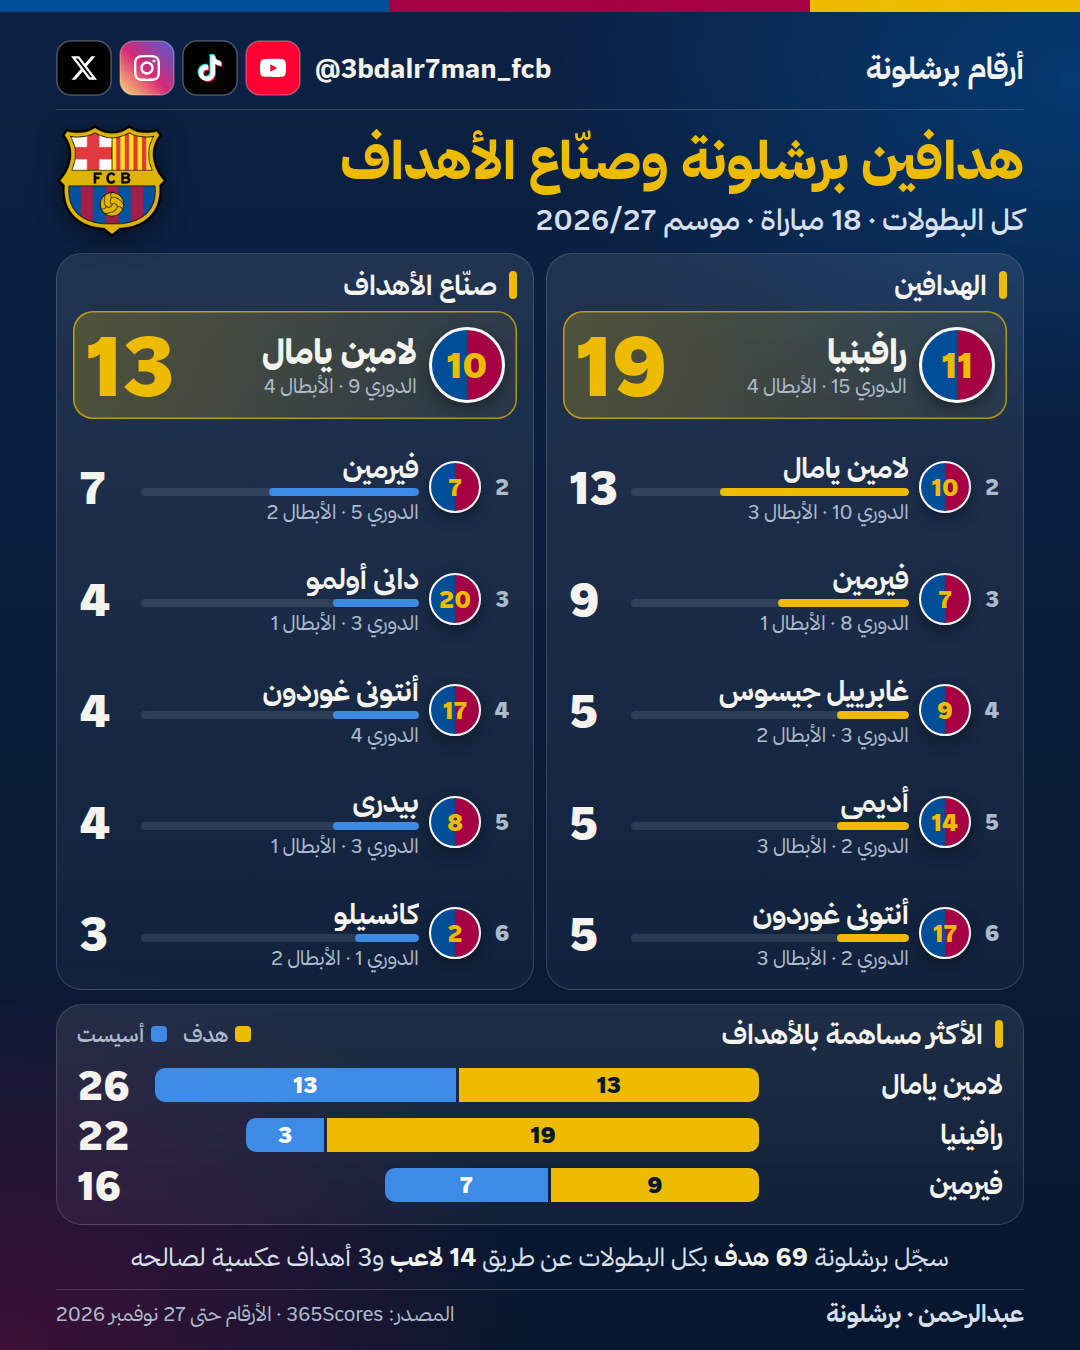 أرقام برشلونة
@3bdalr7man_fcb
هدافين برشلونة وصنّاع الأهداف
كل البطولات · 18 مباراة · موسم 2026/27
FCB
الهدافين
11 رافينيا 19
الدوري 15 · الأبطال 4
2 10 لامين يامال 13
الدوري 10 · الأبطال 3
3 7 فيرمين 9
الدوري 8 · الأبطال 1
4 9 غابرييل جيسوس 5
الدوري 3 · الأبطال 2
5 14 أديمي 5
الدوري 2 · الأبطال 3
6 17 أنتوني غوردون 5
الدوري 2 · الأبطال 3
صنّاع الأهداف
10 لامين يامال 13
الدوري 9 · الأبطال 4
2 7 فيرمين 7
الدوري 5 · الأبطال 2
3 20 داني أولمو 4
الدوري 3 · الأبطال 1
4 17 أنتوني غوردون 4
الدوري 4
5 8 بيدري 4
الدوري 3 · الأبطال 1
6 2 كانسيلو 3
الدوري 1 · الأبطال 2
الأكثر مساهمة بالأهداف
هدف أسيست
لامين يامال 13 13 26
رافينيا 19 3 22
فيرمين 9 7 16
سجّل برشلونة 69 هدف بكل البطولات عن طريق 14 لاعب و3 أهداف عكسية لصالحه
عبدالرحمن · برشلونة
المصدر: 365Scores · الأرقام حتى 27 نوفمبر 2026